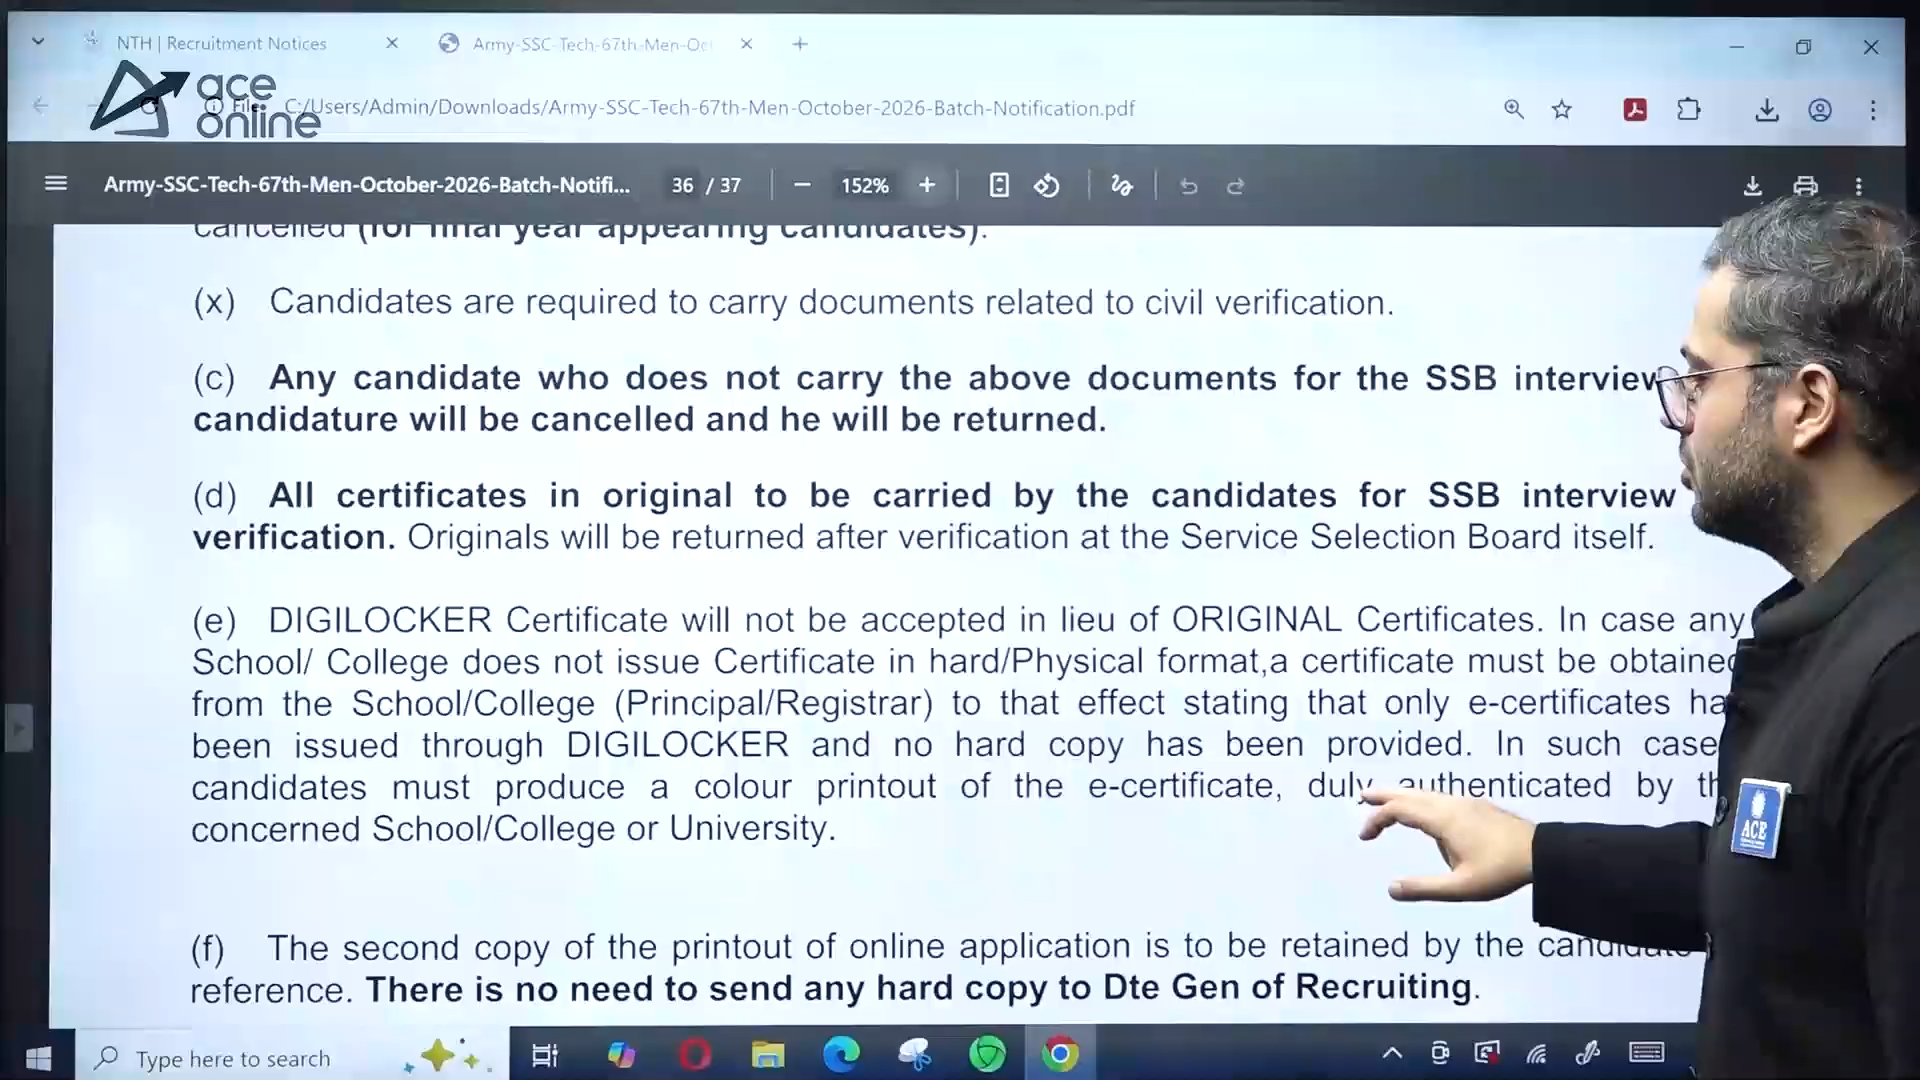 NTH | Recruitment Notices
Army-SSC-Tech-67th-Men-Oc
ace
online
File
C:/Users/Admin/Downloads/Army-SSC-Tech-67th-Men-October-2026-Batch-Notification.pdf
Army-SSC-Tech-67th-Men-October-2026-Batch-Notifi... 36 / 37 152%
cancelled (for final year appearing candidates).
(x) Candidates are required to carry documents related to civil verification.
(c) Any candidate who does not carry the above documents for the SSB interview
candidature will be cancelled and he will be returned.
(d) All certificates in original to be carried by the candidates for SSB interview
verification. Originals will be returned after verification at the Service Selection Board itself.
(e) DIGILOCKER Certificate will not be accepted in lieu of ORIGINAL Certificates. In case any
School/ College does not issue Certificate in hard/Physical format,a certificate must be obtained
from the School/College (Principal/Registrar) to that effect stating that only e-certificates ha
been issued through DIGILOCKER and no hard copy has been provided. In such case
candidates must produce a colour printout of the e-certificate, duly authenticated by th
concerned School/College or University.
(f) The second copy of the printout of online application is to be retained by the candidate
reference. There is no need to send any hard copy to Dte Gen of Recruiting.
ACE
Type here to search